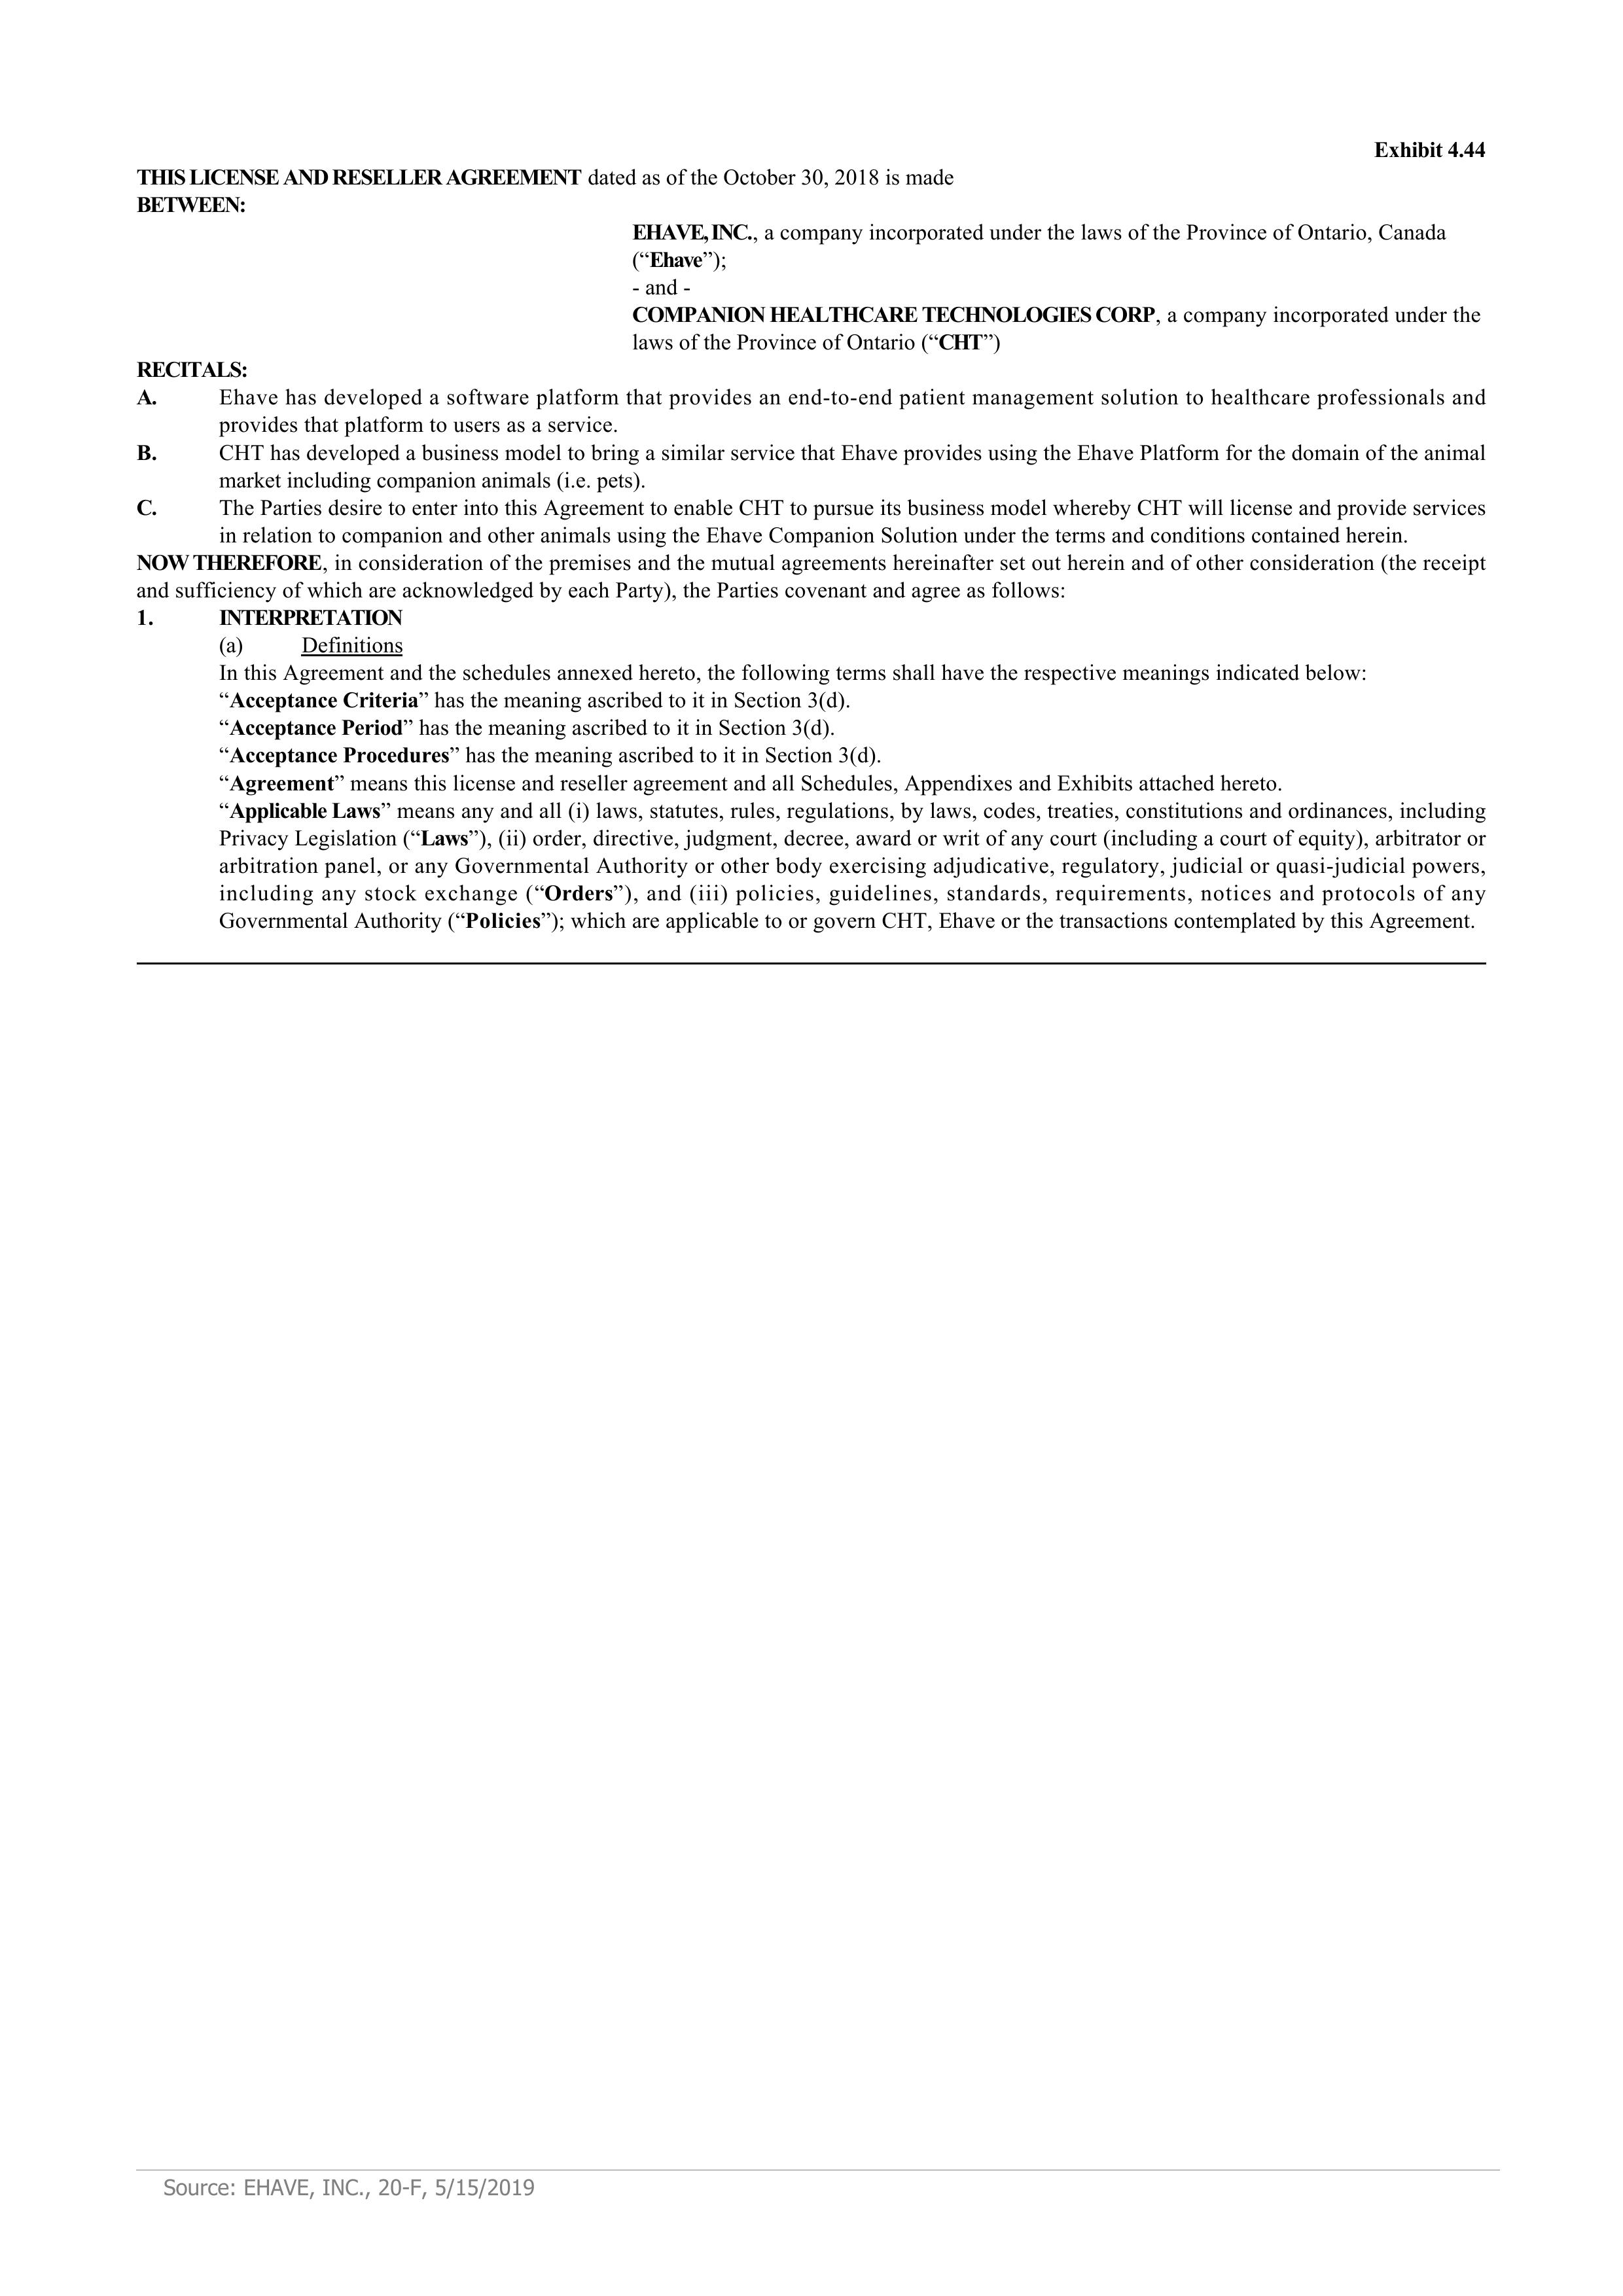 Exhibit 4.44
THIS LICENSE AND RESELLER AGREEMENT dated as of the October 30, 2018 is made
BETWEEN:
EHAVE, INC., a company incorporated under the laws of the Province of Ontario, Canada
(“Ehave”);
- and -
COMPANION HEALTHCARE TECHNOLOGIES CORP, a company incorporated under the
laws of the Province of Ontario (“CHT”)
RECITALS:
A. Ehave has developed a software platform that provides an end-to-end patient management solution to healthcare professionals and
provides that platform to users as a service.
B. CHT has developed a business model to bring a similar service that Ehave provides using the Ehave Platform for the domain of the animal
market including companion animals (i.e. pets).
C. The Parties desire to enter into this Agreement to enable CHT to pursue its business model whereby CHT will license and provide services
in relation to companion and other animals using the Ehave Companion Solution under the terms and conditions contained herein.
NOW THEREFORE, in consideration of the premises and the mutual agreements hereinafter set out herein and of other consideration (the receipt
and sufficiency of which are acknowledged by each Party), the Parties covenant and agree as follows:
1. INTERPRETATION
(a) Definitions
In this Agreement and the schedules annexed hereto, the following terms shall have the respective meanings indicated below:
“Acceptance Criteria” has the meaning ascribed to it in Section 3(d).
“Acceptance Period” has the meaning ascribed to it in Section 3(d).
“Acceptance Procedures” has the meaning ascribed to it in Section 3(d).
“Agreement” means this license and reseller agreement and all Schedules, Appendixes and Exhibits attached hereto.
“Applicable Laws” means any and all (i) laws, statutes, rules, regulations, by laws, codes, treaties, constitutions and ordinances, including
Privacy Legislation (“Laws”), (ii) order, directive, judgment, decree, award or writ of any court (including a court of equity), arbitrator or
arbitration panel, or any Governmental Authority or other body exercising adjudicative, regulatory, judicial or quasi-judicial powers,
including any stock exchange (“Orders”), and (iii) policies, guidelines, standards, requirements, notices and protocols of any
Governmental Authority (“Policies”); which are applicable to or govern CHT, Ehave or the transactions contemplated by this Agreement.
Source: EHAVE, INC., 20-F, 5/15/2019